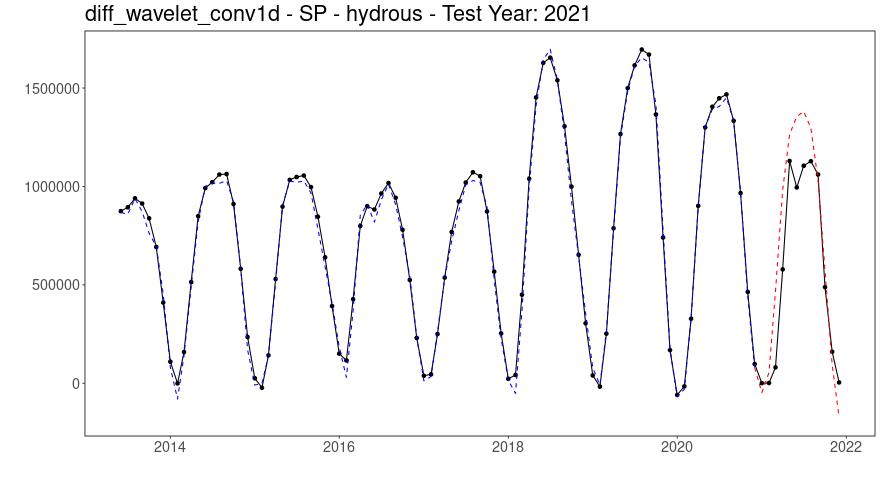 diff_wavelet_conv1d - SP - hydrous - Test Year: 2021
1500000
1000000
500000
0
2014 2016 2018 2020 2022